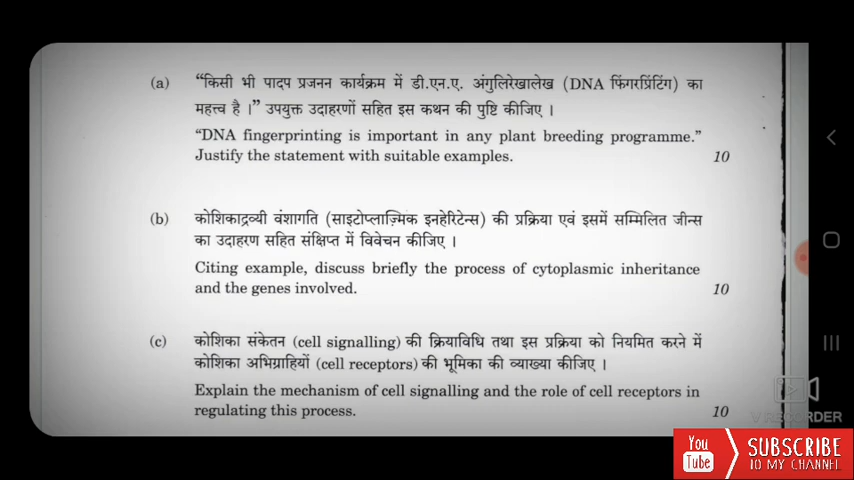 (a) “किसी भी पादप प्रजनन कार्यक्रम में डी.एन.ए. अंगुलिरेखालेख (DNA फिंगरप्रिंटिंग) का
महत्त्व है ।” उपयुक्त उदाहरणों सहित इस कथन की पुष्टि कीजिए ।
“DNA fingerprinting is important in any plant breeding programme.”
Justify the statement with suitable examples. 10
(b) कोशिकाद्रव्यी वंशागति (साइटोप्लाज़्मिक इनहेरिटेन्स) की प्रक्रिया एवं इसमें सम्मिलित जीन्स
का उदाहरण सहित संक्षिप्त में विवेचन कीजिए ।
Citing example, discuss briefly the process of cytoplasmic inheritance
and the genes involved. 10
(c) कोशिका संकेतन (cell signalling) की क्रियाविधि तथा इस प्रक्रिया को नियमित करने में
कोशिका अभिग्राहियों (cell receptors) की भूमिका की व्याख्या कीजिए ।
Explain the mechanism of cell signalling and the role of cell receptors in
regulating this process. 10
V RECORDER
You Tube
SUBSCRIBE
TO MY CHANNEL